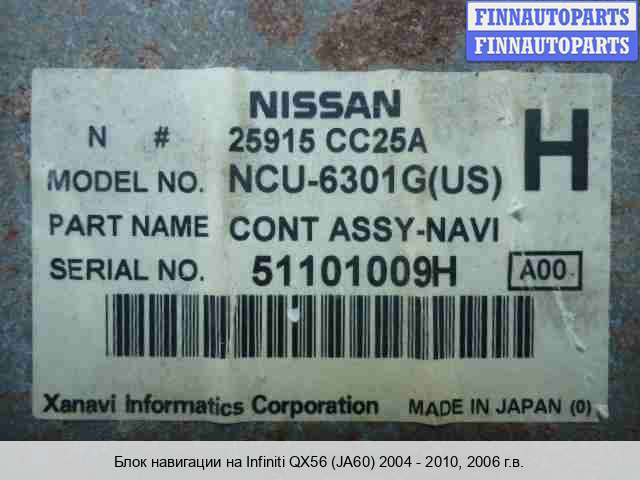 FINNAUTOPARTS
FINNAUTOPARTS
NISSAN
N # 25915 CC25A
H
MODEL NO. NCU-6301G(US)
PART NAME CONT ASSY-NAVI
SERIAL NO. 51101009H A00
Xanavi Informatics Corporation MADE IN JAPAN (0)
Блок навигации на Infiniti QX56 (JA60) 2004 - 2010, 2006 г.в.